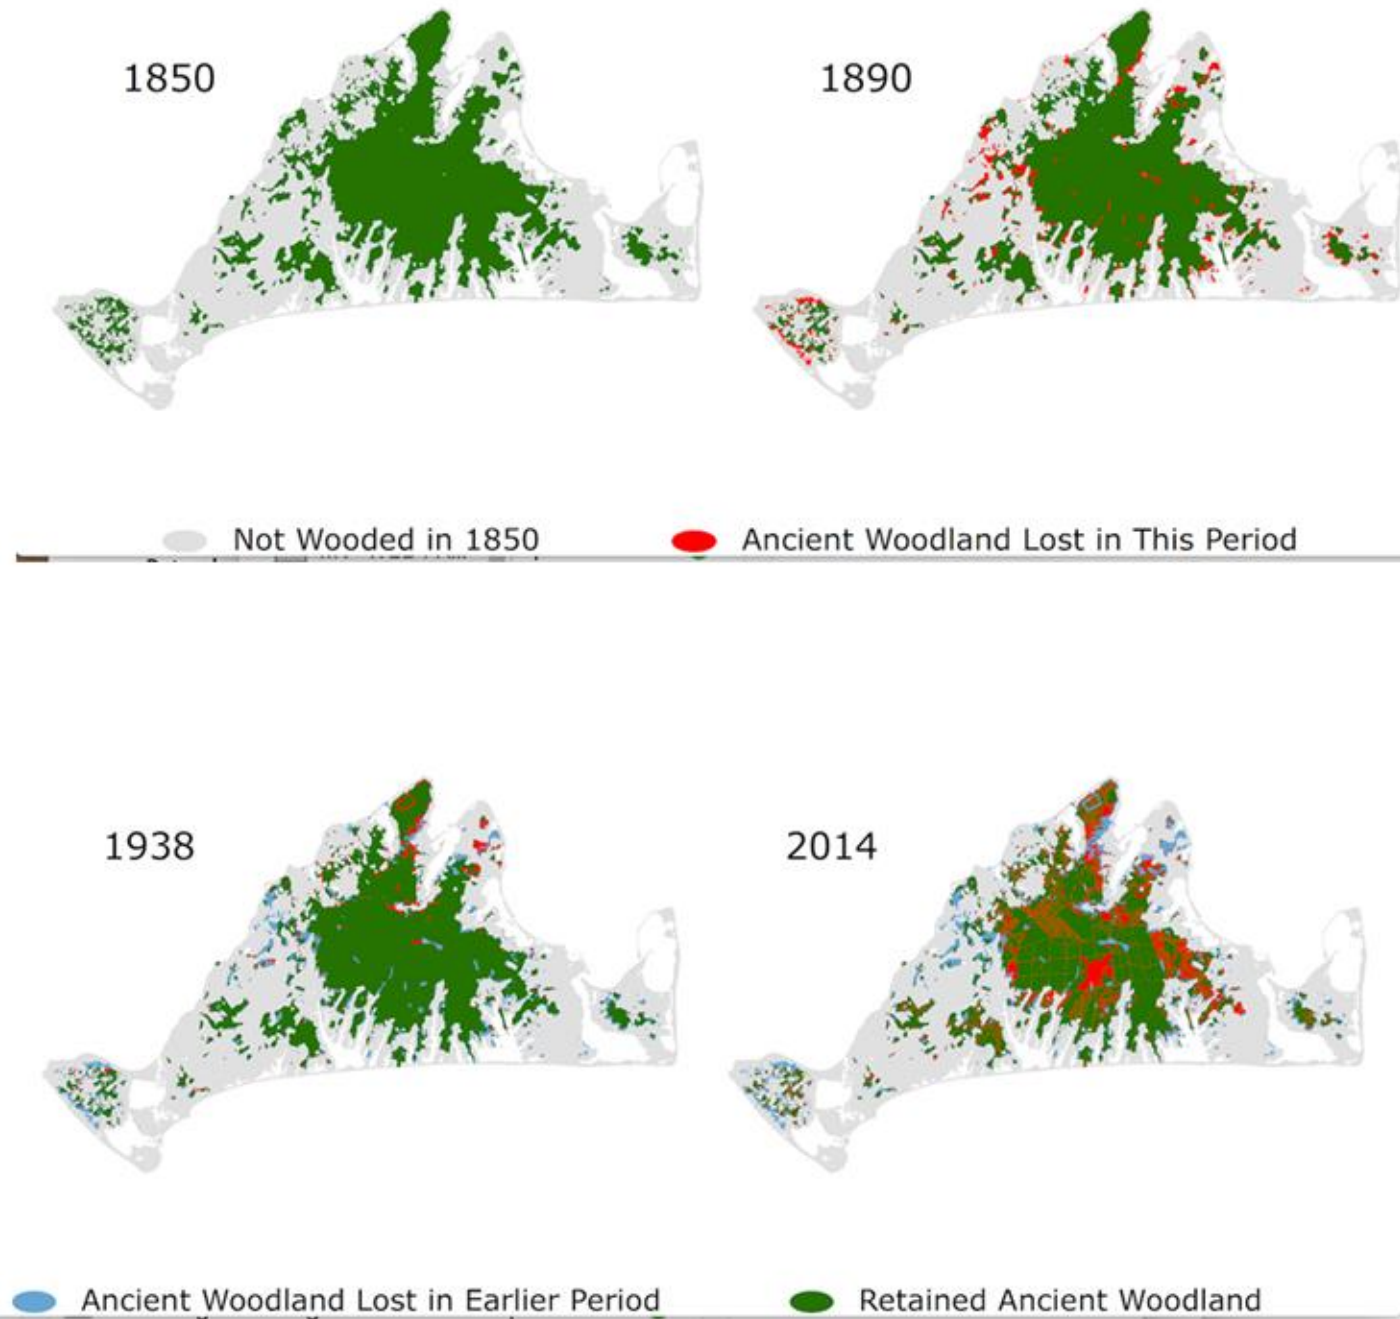 1850
1890
Not Wooded in 1850
Ancient Woodland Lost in This Period
1938
2014
Ancient Woodland Lost in Earlier Period
Retained Ancient Woodland